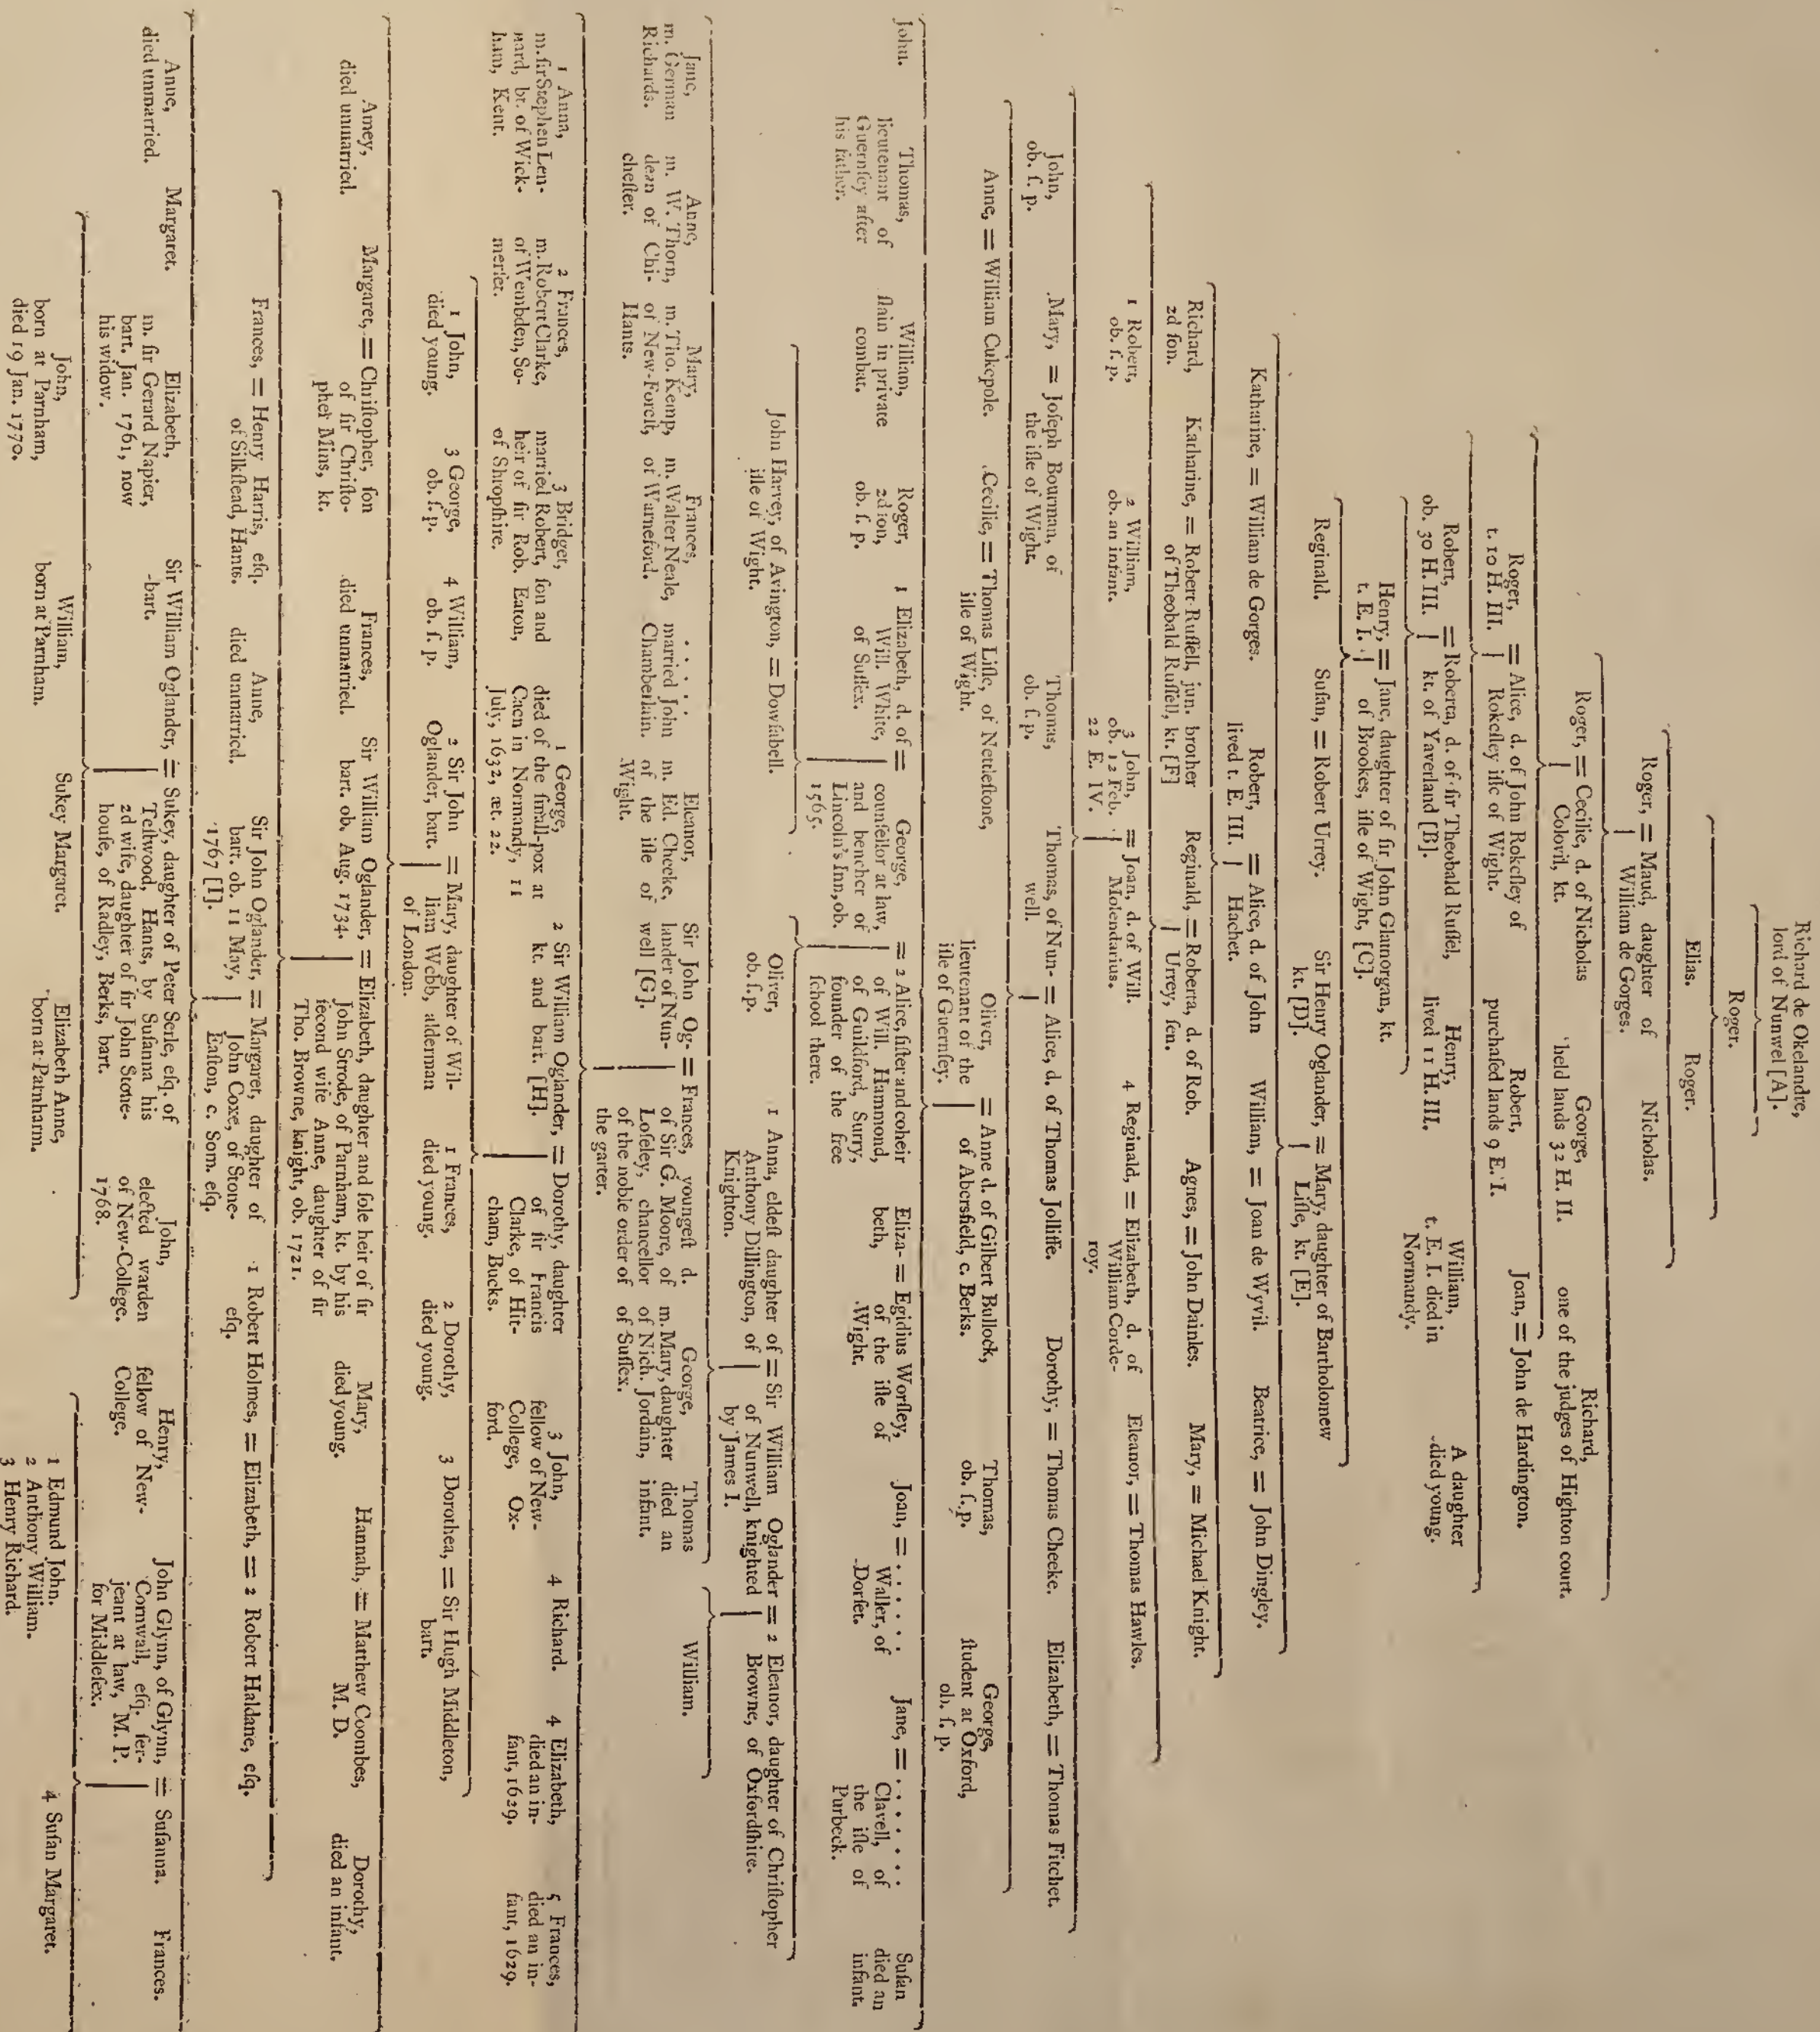 Richard de Okelandre,
lord of Nunwel [A].
Roger.
Elias. Roger.
Roger, = Maud, daughter of
William de Gorges.
Nicholas.
Roger, = Cecilie, d. of Nicholas
Colovil, kt.
George,
held lands 32 H. II.
Richard,
one of the judges of Highton court.
Roger,
t. 10 H. III. = Alice, d. of John Rokeſley of
Rokeſley iſle of Wight.
Robert,
purchaſed lands 9 E. I.
Joan, = John de Hardington.
Robert,
ob. 30 H. III. = Roberta, d. of ſir Theobald Ruſſel,
kt. of Yaverland [B].
Henry,
lived 11 H. III.
William,
t. E. I. died in
Normandy.
A daughter
died young.
Henry, = Jane, daughter of ſir John Glamorgan, kt.
t. E. I. of Brookes, iſle of Wight, [C].
Reginald. Suſan, = Robert Urrey. Sir Henry Oglander, = Mary, daughter of Bartholomew
kt. [D]. Liſle, kt. [E].
Katharine, = William de Gorges. Robert, = Alice, d. of John
lived t. E. III. Hachet.
William, = Joan de Wyvil. Beatrice, = John Dingley.
Richard,
2d ſon.
Katharine, = Robert Ruſſell, jun. brother
of Theobald Ruſſell, kt. [F]
Reginald, = Roberta, d. of Rob.
Urrey, ſen.
Agnes, = John Dainles. Mary, = Michael Knight.
1 Robert,
ob. ſ. p.
2 William,
ob. an infant.
3 John, = Joan, d. of Will.
ob. 12 Feb. Molendarius.
22 E. IV.
4 Reginald, = Elizabeth, d. of
William Corde-
roy.
Eleanor, = Thomas Hawles.
John,
ob. ſ. p.
Mary, = Joſeph Bourman, of
the iſle of Wight.
Thomas,
ob. ſ. p.
Thomas, of Nun- = Alice, d. of Thomas Jolliffe.
well.
Dorothy, = Thomas Cheeke. Elizabeth, = Thomas Fitchet.
Anne, = William Cukepole. Cecilie, = Thomas Liſle, of Nettleſtone,
iſle of Wight.
Oliver, = Anne d. of Gilbert Bullock,
lieutenant of the of Abersfield, c. Berks.
iſle of Guernſey.
Thomas,
ob. ſ. p.
George,
ſtudent at Oxford,
ob. ſ. p.
John.
Thomas,
lieutenant of
Guernſey after
his father.
William,
ſlain in private
combat.
Roger,
2d ſon,
ob. ſ. p.
1 Elizabeth, d. of =
Will. White,
of Suſſex.
George,
counſellor at law,
and bencher of
Lincoln's Inn, ob.
1565.
= 2 Alice, ſiſter and coheir
of Will. Hammond,
of Guildford, Surry,
founder of the free
ſchool there.
Eliza- = Egidius Worſley,
beth, of the iſle of
Wight.
Joan, = . . . . . .
Waller, of
Dorſet.
Jane, = . . . . . .
Clavell, of
the iſle of
Purbeck.
Suſan
died an
infant.
John Harvey, of Avington, = Dowſabell.
iſle of Wight.
Oliver,
ob. ſ. p.
1 Anna, eldeſt daughter of = Sir William Oglander = 2 Eleanor, daughter of Chriſtopher
Anthony Dillington, of of Nunwell, knighted Browne, of Oxfordſhire.
Knighton. by James I.
Jane,
m. German
Richards.
Anne,
m. W. Thorn,
dean of Chi-
cheſter.
Mary,
m. Tho. Kemp,
of New-Foreſt,
Hants.
Frances,
m. Walter Neale,
of Warneford.
. . . . .
married John
Chamberlain.
Eleanor,
m. Ed. Cheeke,
of the iſle of
Wight.
Sir John Og- = Frances, youngeſt d.
lander of Nun- of Sir G. Moore, of
well [G]. Loſeley, chancellor
of the noble order of
the garter.
George,
m. Mary, daughter
of Nich. Jordain,
of Suſſex.
Thomas
died an
infant.
William.
1 Anna,
m. ſir Stephen Len-
nard, bt. of Wick-
ham, Kent.
2 Frances,
m. Robert Clarke,
of Wembden, So-
merſet.
3 Bridget,
married Robert, ſon and
heir of ſir Rob. Eaton,
of Shropſhire.
1 George,
died of the ſmall-pox at
Caen in Normandy, 11
July, 1632, æt. 22.
2 Sir William Oglander, = Dorothy, daughter
kt. and bart. [H]. of ſir Francis
Clarke, of Hit-
cham, Bucks.
3 John,
fellow of New-
College, Ox-
ford.
4 Richard.
4 Elizabeth,
died an in-
fant, 1629.
5 Frances,
died an in-
fant, 1629.
1 John,
died young.
3 George,
ob. ſ. p.
4 William,
ob. ſ. p.
2 Sir John = Mary, daughter of Wil-
Oglander, bart. liam Webb, alderman
of London.
1 Frances,
died young.
2 Dorothy,
died young.
3 Dorothea, = Sir Hugh Middleton,
bart.
Amey,
died unmarried.
Margaret, = Chriſtopher, ſon
of ſir Chriſto-
pher Mins, kt.
Frances,
died unmarried.
Sir William Oglander, = Elizabeth, daughter and ſole heir of ſir
bart. ob. Aug. 1734. John Strode, of Parnham, kt. by his
ſecond wife Anne, daughter of ſir
Tho. Browne, knight, ob. 1721.
Mary,
died young.
Hannah, = Matthew Coombes,
M. D.
Dorothy,
died an infant.
Frances, = Henry Harris, eſq.
of Silkſtead, Hants.
Anne,
died unmarried.
Sir John Oglander, = Margaret, daughter of
bart. ob. 11 May, John Coxe, of Stone-
1767 [I]. Eaſton, c. Som. eſq.
1 Robert Holmes, = Elizabeth, = 2 Robert Haldane, eſq.
eſq.
Anne,
died unmarried.
Margaret.
Elizabeth,
m. ſir Gerard Napier,
bart. Jan. 1761, now
his widow.
Sir William Oglander, = Sukey, daughter of Peter Serle, eſq. of
bart. Teſtwood, Hants, by Suſanna his
2d wife, daughter of ſir John Stone-
houſe, of Radley, Berks, bart.
John,
elected warden
of New-College,
1768.
Henry,
fellow of New-
College.
John Glynn, of Glynn, = Suſanna.
Cornwall, eſq. ſer-
jeant at law, M. P.
for Middleſex.
Frances.
John,
born at Parnham,
died 19 Jan. 1770.
William,
born at Parnham.
Sukey Margaret.
Elizabeth Anne,
born at Parnham.
1 Edmund John.
2 Anthony William.
3 Henry Richard.
4 Suſan Margaret.